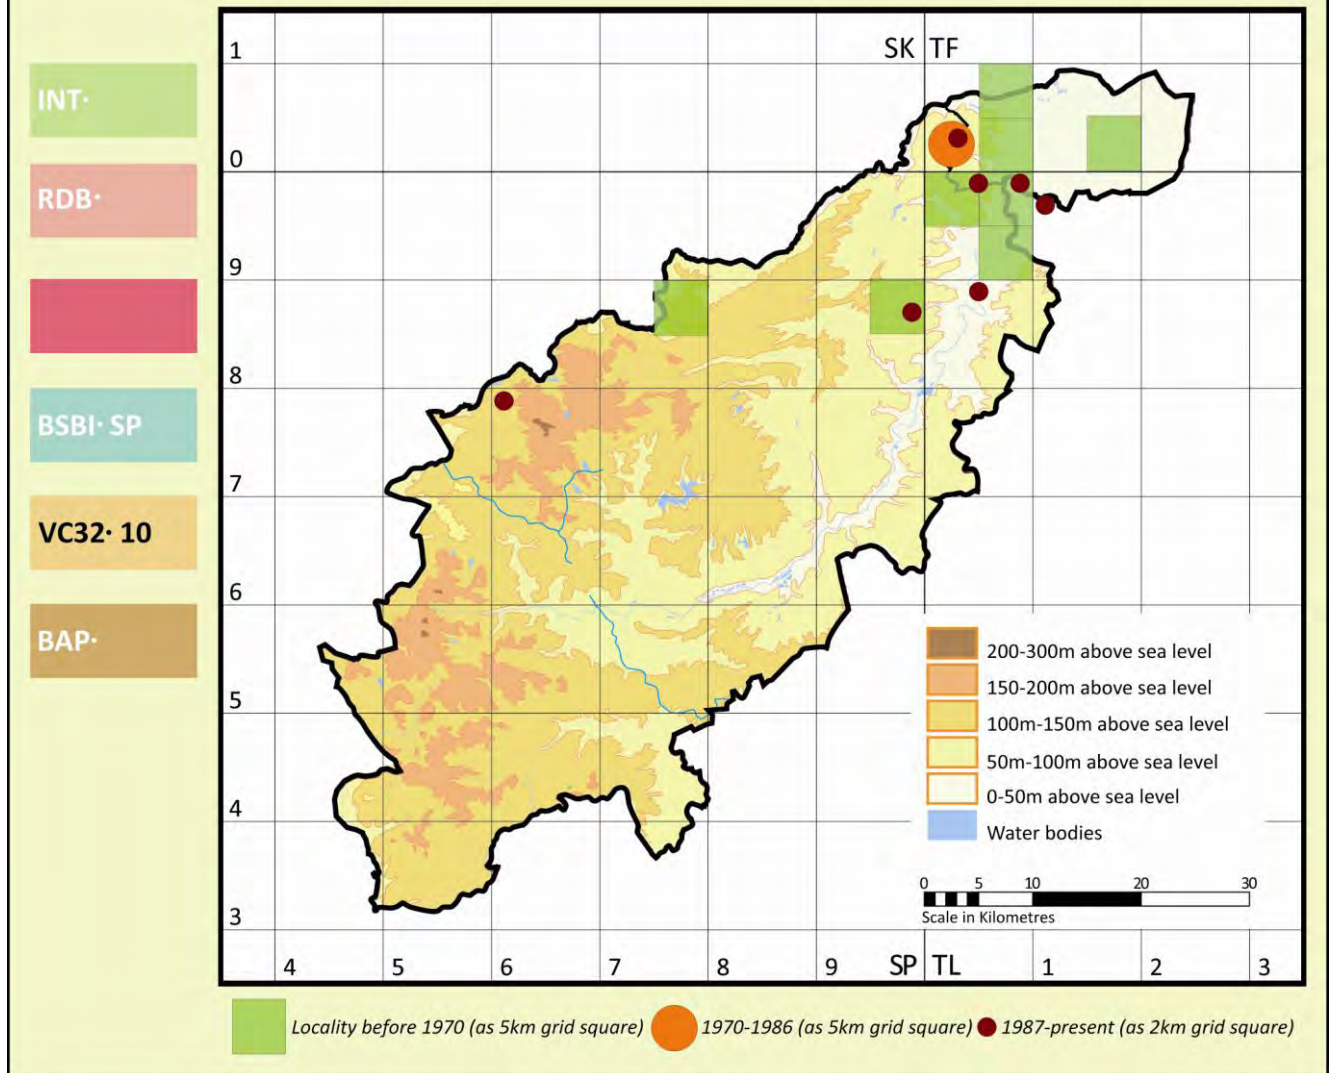 INT·
RDB·
BSBI· SP
VC32· 10
BAP·
1
SK TF
0
9
8
7
6
5
4
3
4 5 6 7 8 9 SP TL 1 2 3
200-300m above sea level
150-200m above sea level
100m-150m above sea level
50m-100m above sea level
0-50m above sea level
Water bodies
0 5 10 20 30
Scale in Kilometres
Locality before 1970 (as 5km grid square) 1970-1986 (as 5km grid square) 1987-present (as 2km grid square)